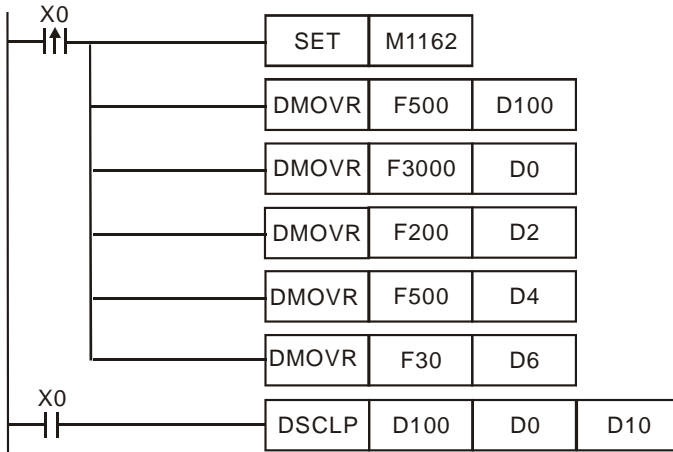 X0
SET M1162
DMOVR F500 D100
DMOVR F3000 D0
DMOVR F200 D2
DMOVR F500 D4
DMOVR F30 D6
X0
DSCLP D100 D0 D10